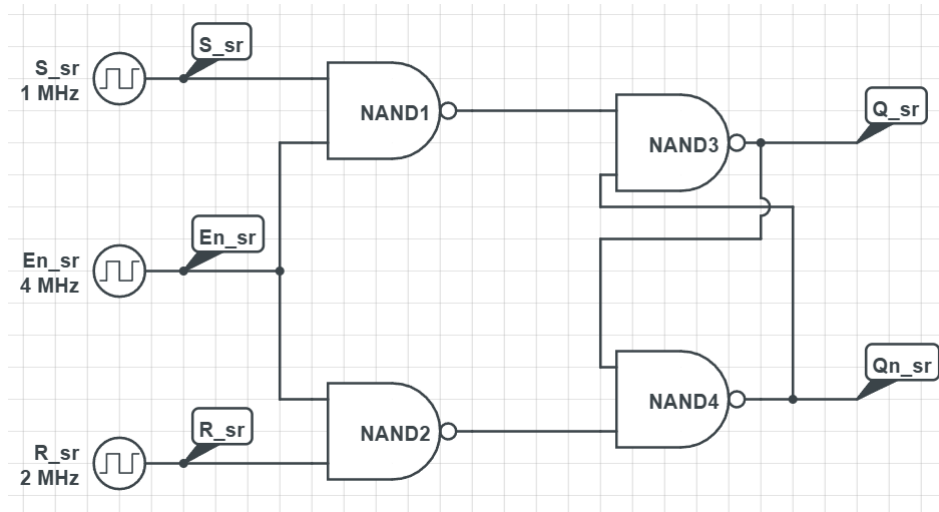 S_sr
S_sr
1 MHz
NAND1
Q_sr
NAND3
En_sr
En_sr
4 MHz
Qn_sr
NAND4
R_sr
NAND2
R_sr
2 MHz